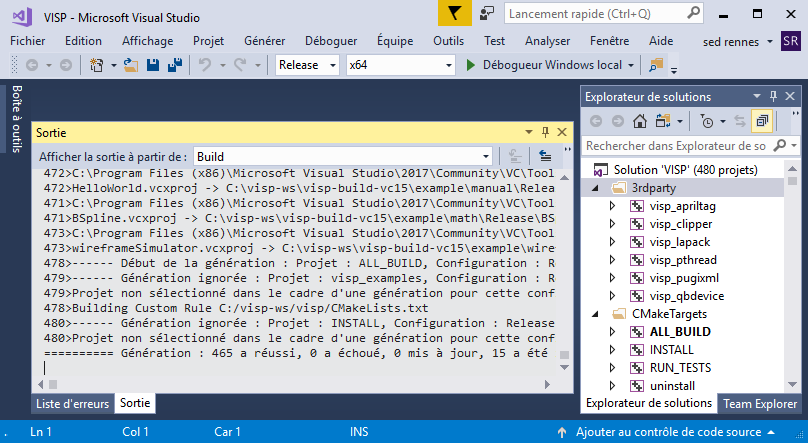 VISP - Microsoft Visual Studio
Lancement rapide (Ctrl+Q)
Fichier Edition Affichage Projet Générer Déboguer Équipe Outils Test Analyser Fenêtre Aide sed rennes SR
Release x64 Débogueur Windows local
Boîte à outils
Sortie
Afficher la sortie à partir de : Build
472>C:\Program Files (x86)\Microsoft Visual Studio\2017\Community\VC\Tool
472>HelloWorld.vcxproj -> C:\visp-ws\visp-build-vc15\example\manual\Relea
471>C:\Program Files (x86)\Microsoft Visual Studio\2017\Community\VC\Tool
471>BSpline.vcxproj -> C:\visp-ws\visp-build-vc15\example\math\Release\BS
473>C:\Program Files (x86)\Microsoft Visual Studio\2017\Community\VC\Tool
473>wireframeSimulator.vcxproj -> C:\visp-ws\visp-build-vc15\example\wire
478>------ Début de la génération : Projet : ALL_BUILD, Configuration : R
479>------ Génération ignorée : Projet : visp_examples, Configuration : R
479>Projet non sélectionné dans le cadre d'une génération pour cette conf
478>Building Custom Rule C:/visp-ws/visp/CMakeLists.txt
480>------ Génération ignorée : Projet : INSTALL, Configuration : Release
480>Projet non sélectionné dans le cadre d'une génération pour cette conf
========== Génération : 465 a réussi, 0 a échoué, 0 mis à jour, 15 a été
Liste d'erreurs Sortie
Explorateur de solutions
Rechercher dans Explorateur de so
Solution 'VISP' (480 projets)
3rdparty
visp_apriltag
visp_clipper
visp_lapack
visp_pthread
visp_pugixml
visp_qbdevice
CMakeTargets
ALL_BUILD
INSTALL
RUN_TESTS
uninstall
Explorateur de solutions Team Explorer
Ln 1 Col 1 Car 1 INS Ajouter au contrôle de code source